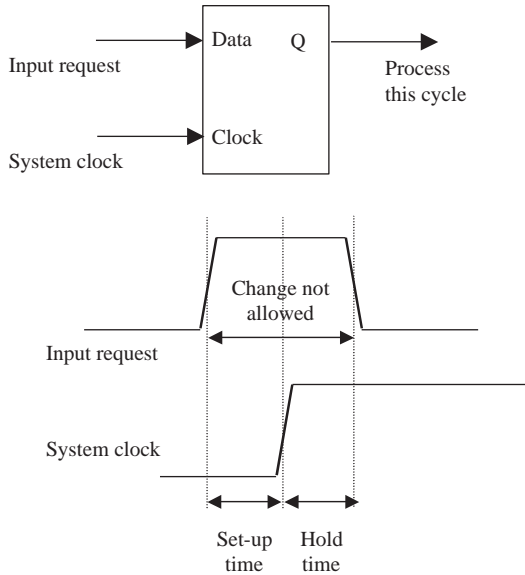 Data
Q
Input request
Process
this cycle
Clock
System clock
Change not
allowed
Input request
System clock
Set-up
time
Hold
time